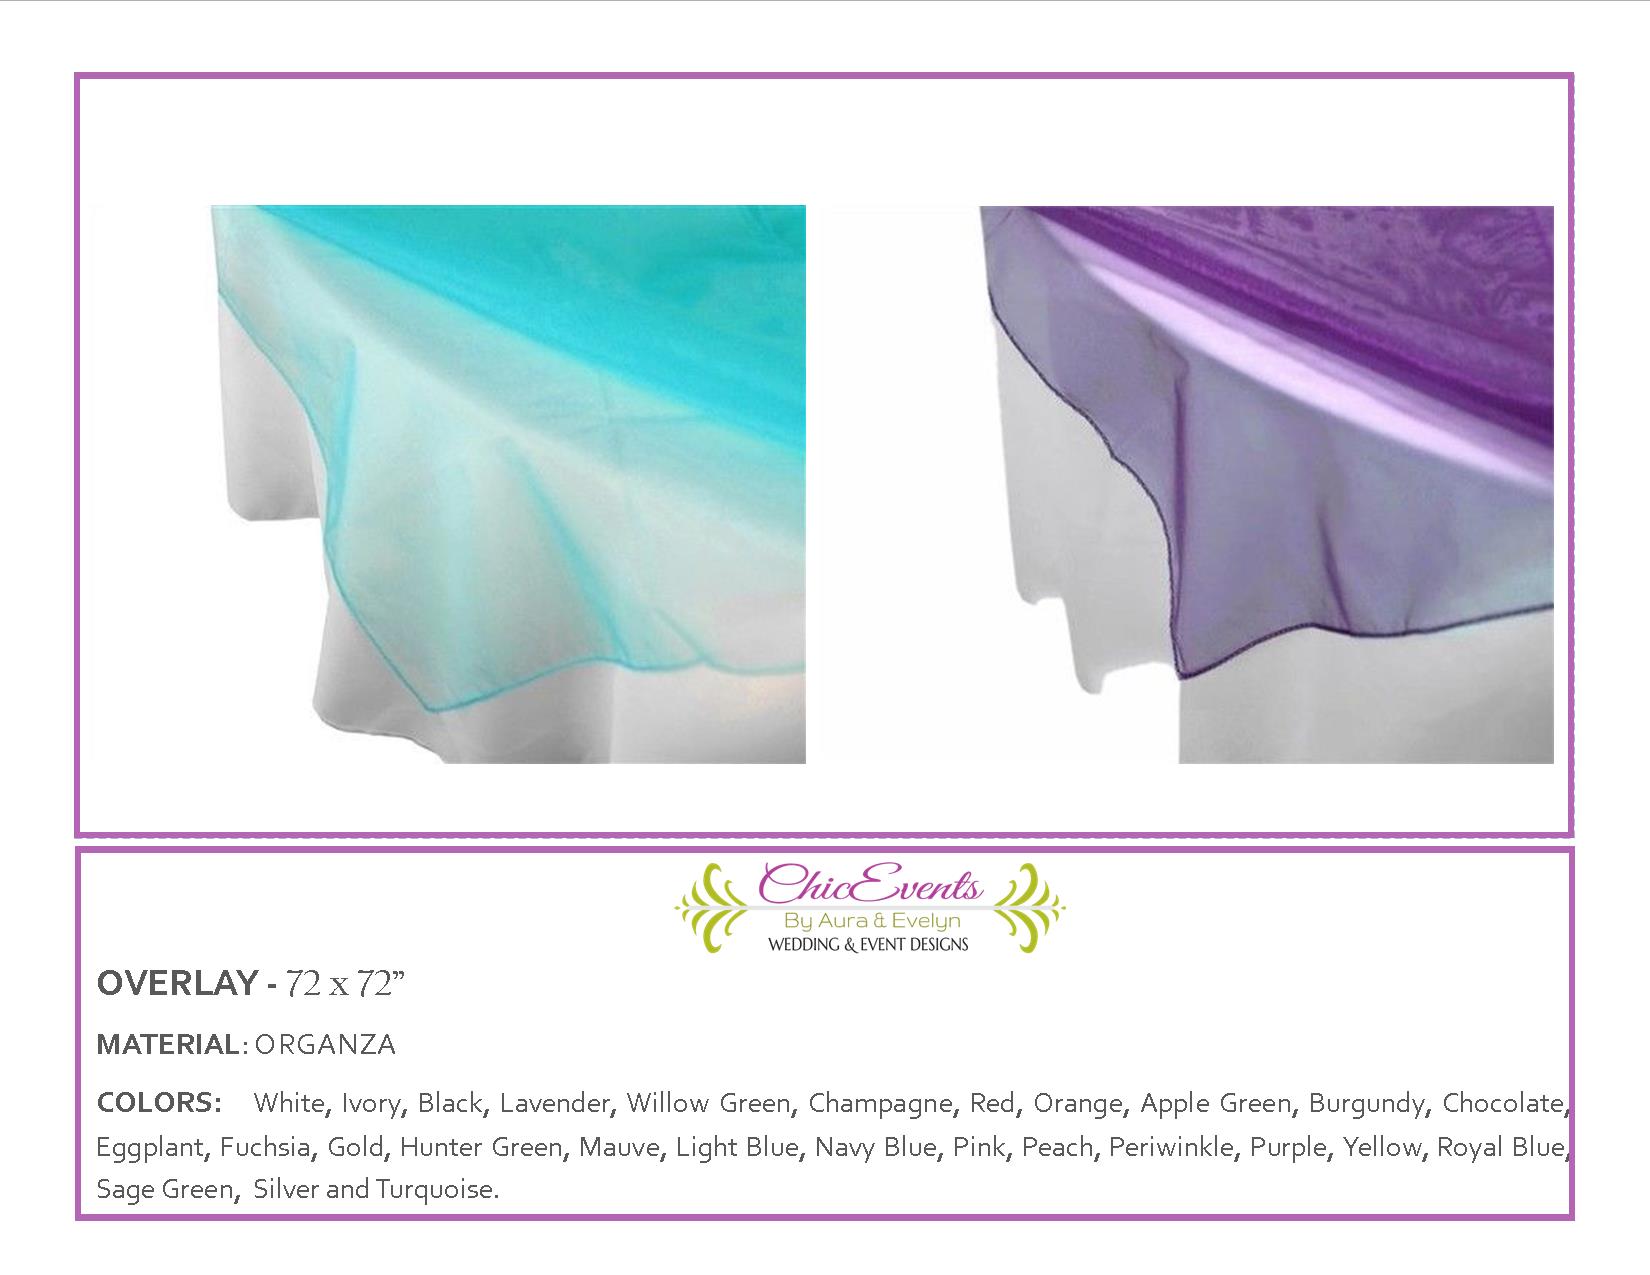 ChicEvents
By Aura & Evelyn
WEDDING & EVENT DESIGNS
OVERLAY - 72 x 72”
MATERIAL: ORGANZA
COLORS: White, Ivory, Black, Lavender, Willow Green, Champagne, Red, Orange, Apple Green, Burgundy, Chocolate,
Eggplant, Fuchsia, Gold, Hunter Green, Mauve, Light Blue, Navy Blue, Pink, Peach, Periwinkle, Purple, Yellow, Royal Blue,
Sage Green, Silver and Turquoise.